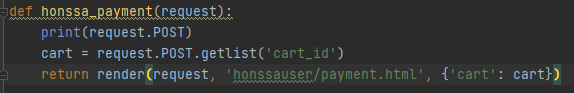 def honssa_payment(request):
    print(request.POST)
    cart = request.POST.getlist('cart_id')
    return render(request, 'honssauser/payment.html', {'cart': cart})